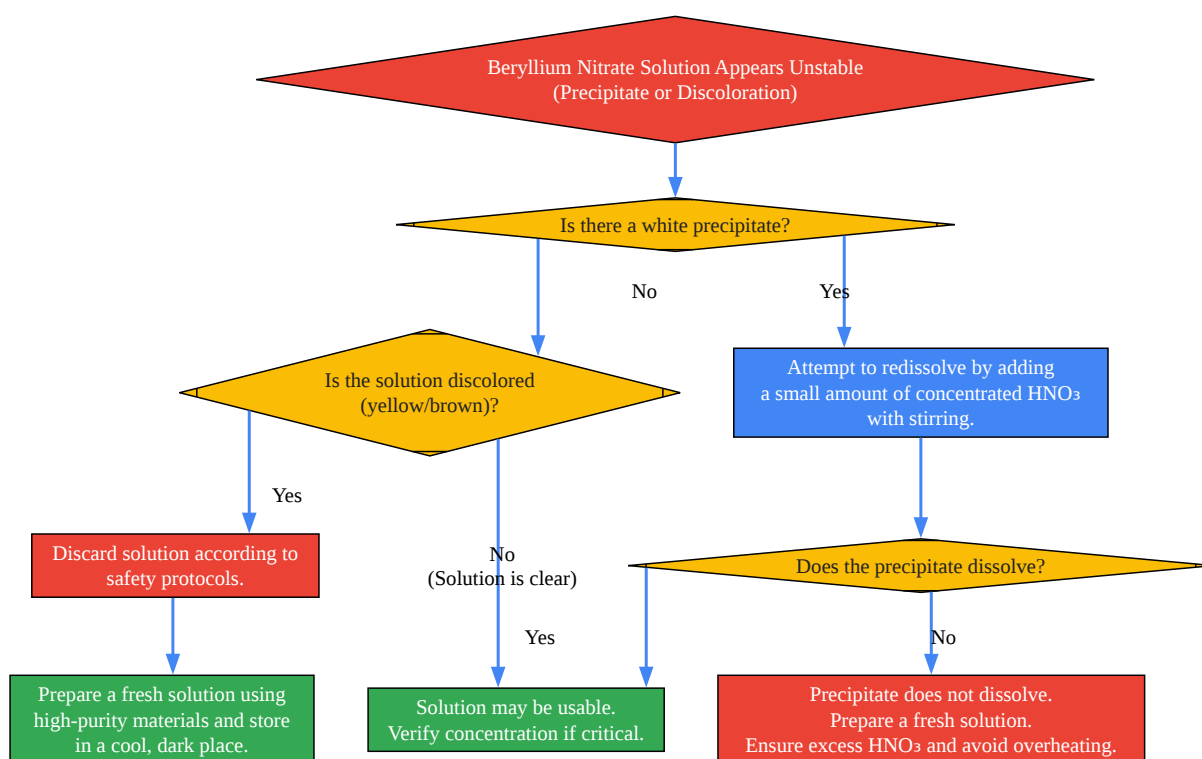 Beryllium Nitrate Solution Appears Unstable
(Precipitate or Discoloration)
Is there a white precipitate?
No
Yes
Is the solution discolored
(yellow/brown)?
Attempt to redissolve by adding
a small amount of concentrated HNO₃
with stirring.
Yes
No
(Solution is clear)
Discard solution according to
safety protocols.
Does the precipitate dissolve?
Yes
No
Prepare a fresh solution using
high-purity materials and store
in a cool, dark place.
Solution may be usable.
Verify concentration if critical.
Precipitate does not dissolve.
Prepare a fresh solution.
Ensure excess HNO₃ and avoid overheating.